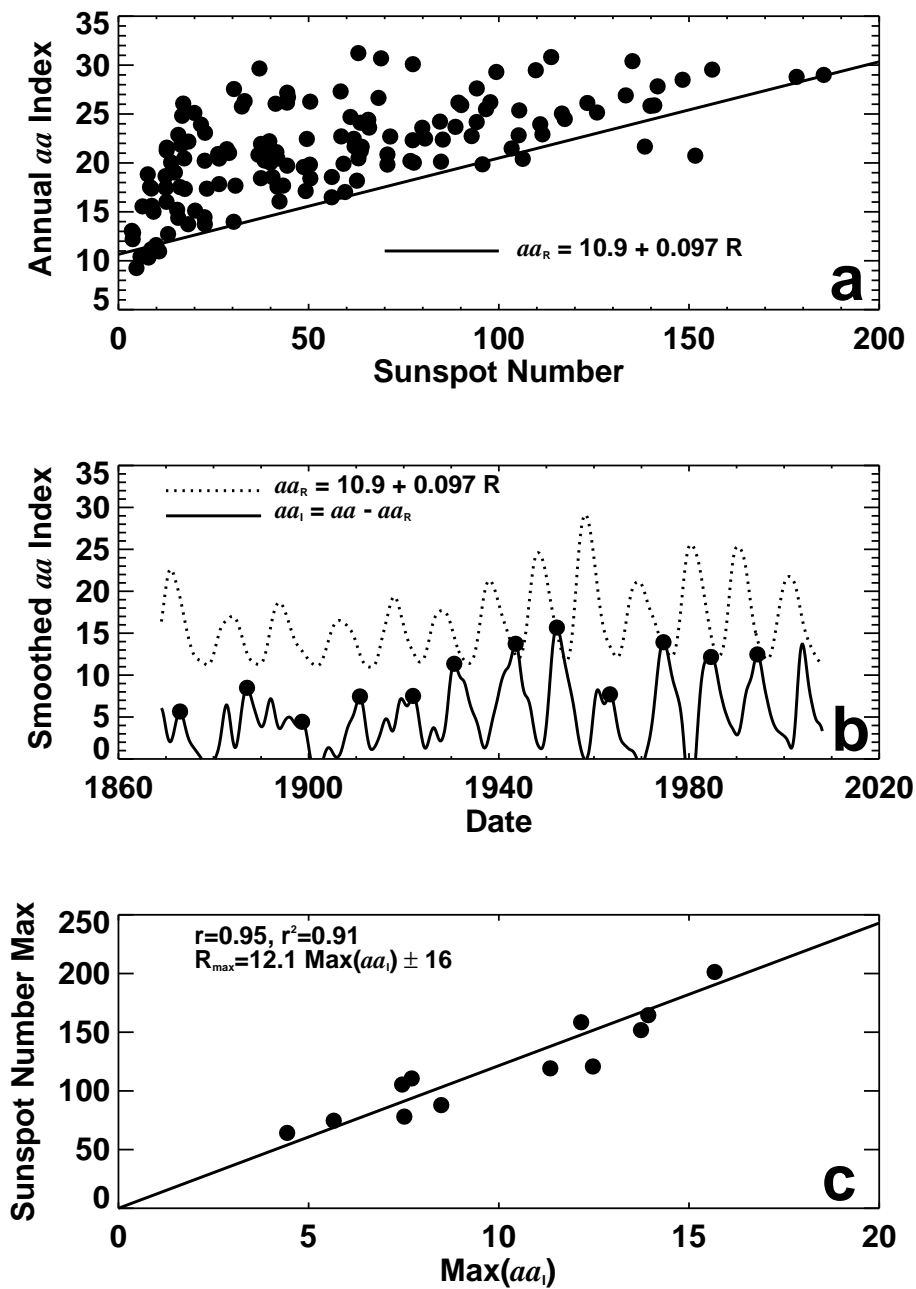 35
30
25
20
15
10
5
Annual aa Index
aaR = 10.9 + 0.097 R
a
0 50 100 150 200
Sunspot Number
35
30
25
20
15
10
5
0
Smoothed aa Index
aaR = 10.9 + 0.097 R
aaI = aa - aaR
b
1860 1900 1940 1980 2020
Date
250
200
150
100
50
0
Sunspot Number Max
r=0.95, r²=0.91
Rmax=12.1 Max(aaI) ± 16
c
0 5 10 15 20
Max(aaI)